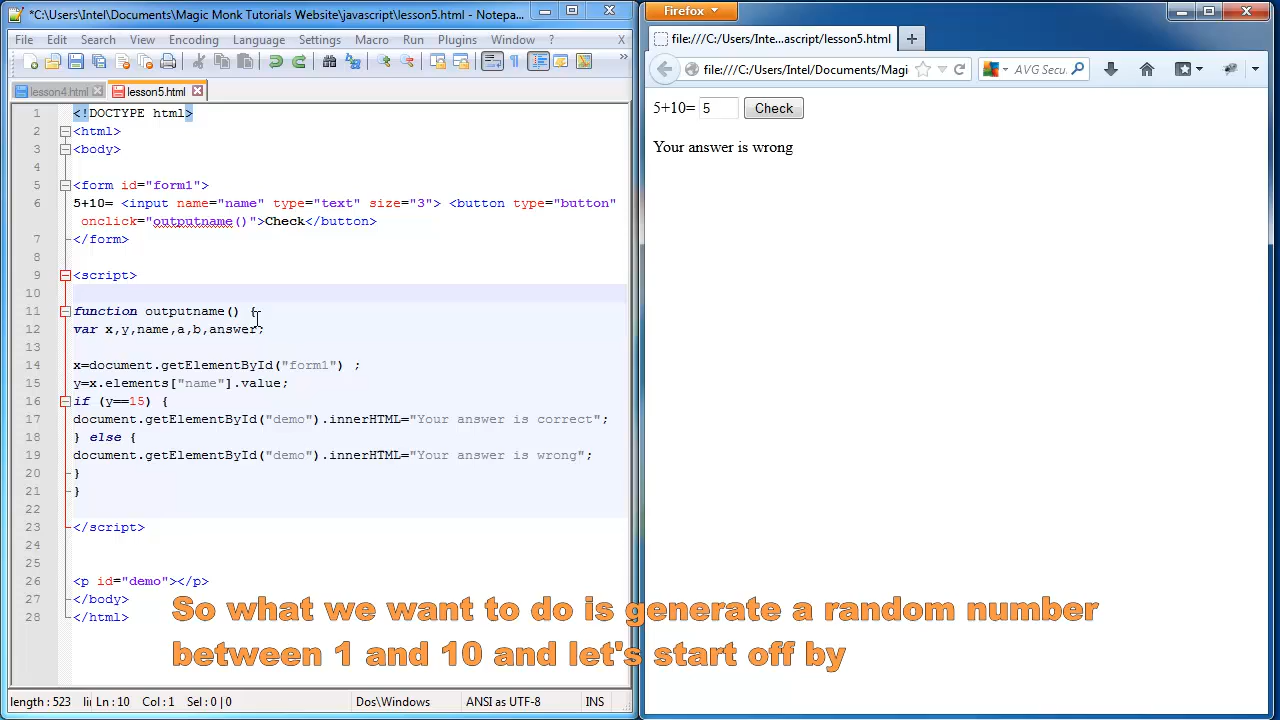 *C:\Users\Intel\Documents\Magic Monk Tutorials Website\javascript\lesson5.html - Notepa...
File Edit Search View Encoding Language Settings Macro Run Plugins Window ? X
»
lesson4.html lesson5.html
1 <!DOCTYPE html>
2 <html>
3 <body>
4
5 <form id="form1">
6 5+10= <input name="name" type="text" size="3"> <button type="button"
onclick="outputname()">Check</button>
7 </form>
8
9 <script>
10
11 function outputname() {
12 var x,y,name,a,b,answer;
13
14 x=document.getElementById("form1") ;
15 y=x.elements["name"].value;
16 if (y==15) {
17 document.getElementById("demo").innerHTML="Your answer is correct";
18 } else {
19 document.getElementById("demo").innerHTML="Your answer is wrong";
20 }
21 }
22
23 </script>
24
25
26 <p id="demo"></p>
27 </body>
28 </html>
length : 523 li Ln : 10 Col : 1 Sel : 0 | 0 Dos\Windows ANSI as UTF-8 INS
Firefox
file:///C:/Users/Inte...ascript/lesson5.html
file:///C:/Users/Intel/Documents/Magi AVG Secu.
5+10= 5 Check
Your answer is wrong
So what we want to do is generate a random number
between 1 and 10 and let's start off by